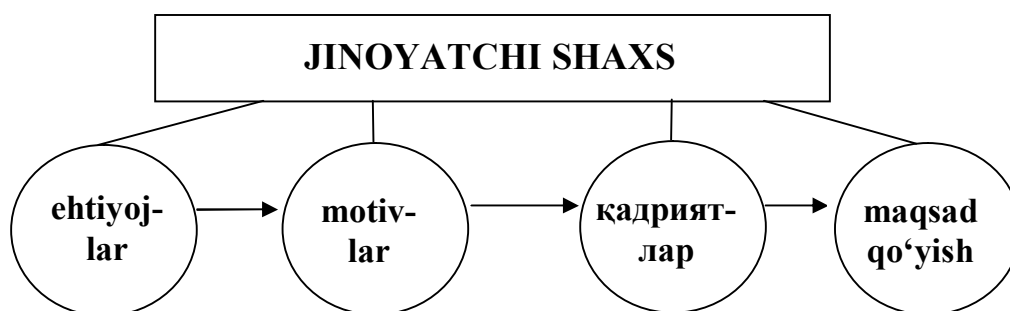 JINOYATCHI SHAXS
ehtiyoj-
lar
motiv-
lar
қадрият-
лар
maqsad
qo‘yish